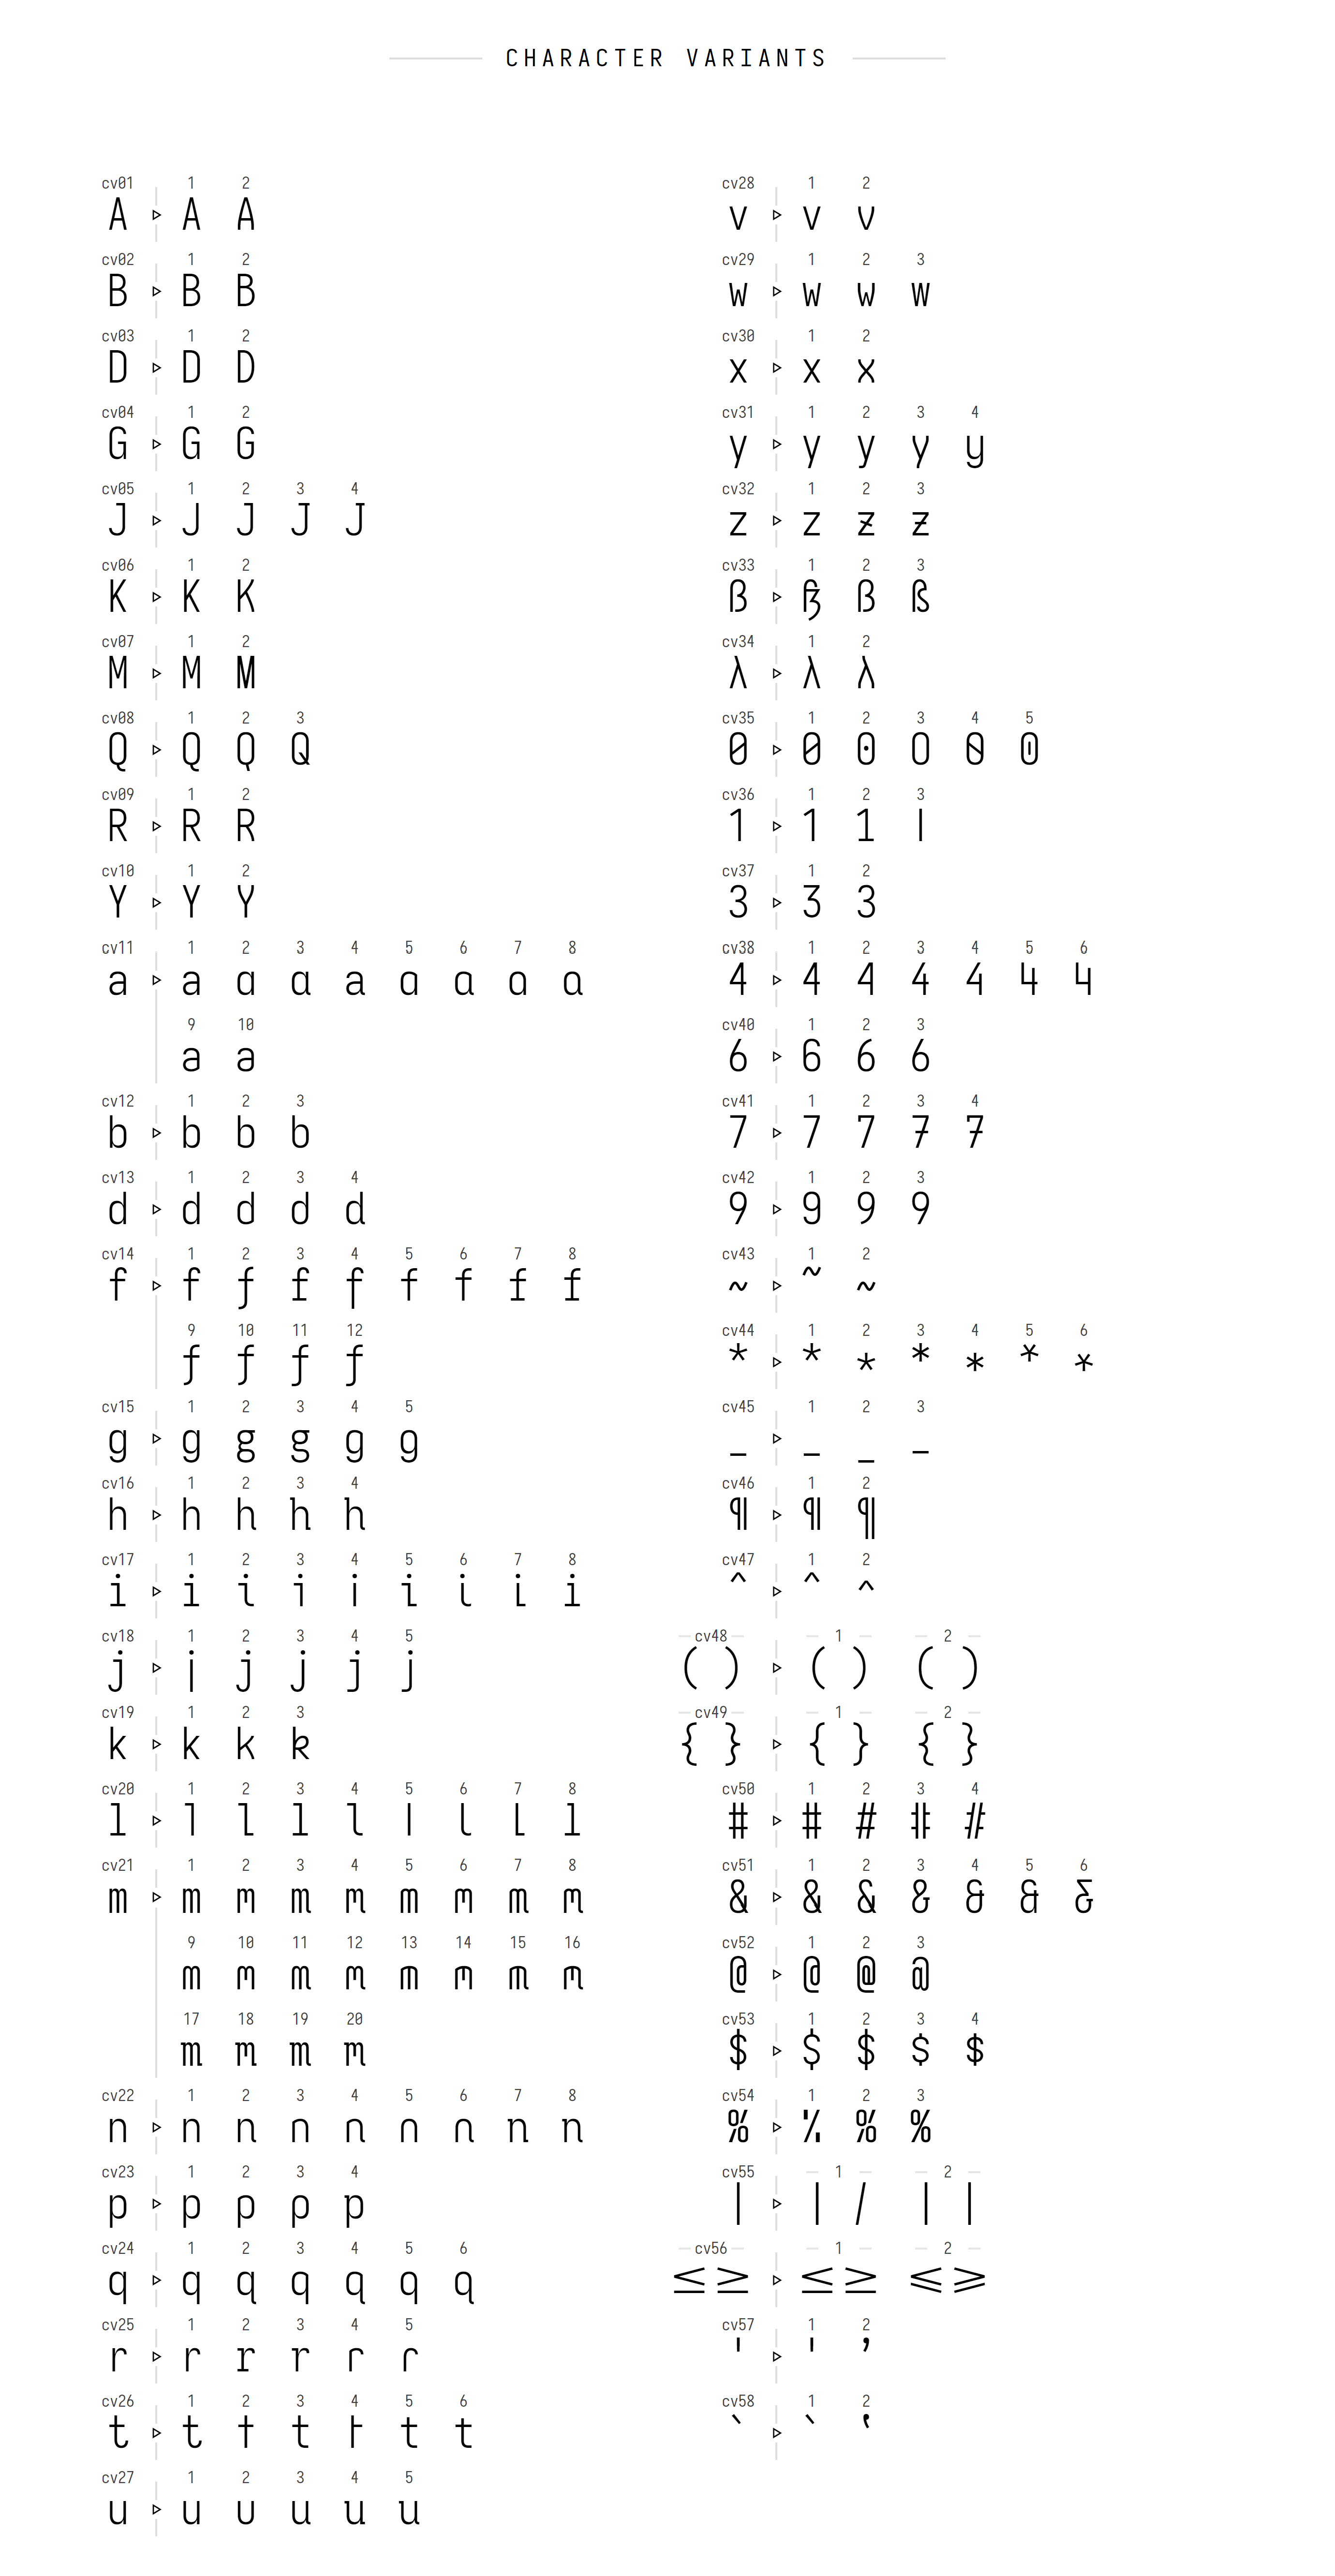 CHARACTER VARIANTS
cv01 1 2
A ▹ A A
cv02 1 2
B ▹ B B
cv03 1 2
D ▹ D D
cv04 1 2
G ▹ G G
cv05 1 2 3 4
J ▹ J J J J
cv06 1 2
K ▹ K K
cv07 1 2
M ▹ M M
cv08 1 2 3
Q ▹ Q Q Q
cv09 1 2
R ▹ R R
cv10 1 2
Y ▹ Y Y
cv11 1 2 3 4 5 6 7 8
a ▹ a a a a a a a a
9 10
a a
cv12 1 2 3
b ▹ b b b
cv13 1 2 3 4
d ▹ d d d d
cv14 1 2 3 4 5 6 7 8
f ▹ f f f f f f f f
9 10 11 12
f f f f
cv15 1 2 3 4 5
g ▹ g g g g g
cv16 1 2 3 4
h ▹ h h h h
cv17 1 2 3 4 5 6 7 8
i ▹ i i i i i i i i
cv18 1 2 3 4 5
j ▹ j j j j j
cv19 1 2 3
k ▹ k k k
cv20 1 2 3 4 5 6 7 8
l ▹ l l l l l l l l
cv21 1 2 3 4 5 6 7 8
m ▹ m m m m m m m m
9 10 11 12 13 14 15 16
m m m m m m m m
17 18 19 20
m m m m
cv22 1 2 3 4 5 6 7 8
n ▹ n n n n n n n n
cv23 1 2 3 4
p ▹ p p p p
cv24 1 2 3 4 5 6
q ▹ q q q q q q
cv25 1 2 3 4 5
r ▹ r r r r r
cv26 1 2 3 4 5 6
t ▹ t t t t t t
cv27 1 2 3 4 5
u ▹ u u u u u
cv28 1 2
v ▹ v v
cv29 1 2 3
w ▹ w w w
cv30 1 2
x ▹ x x
cv31 1 2 3 4
y ▹ y y y y
cv32 1 2 3
z ▹ z z z
cv33 1 2 3
ß ▹ ß ß ß
cv34 1 2
λ ▹ λ λ
cv35 1 2 3 4 5
0 ▹ 0 0 0 0 0
cv36 1 2 3
1 ▹ 1 1 1
cv37 1 2
3 ▹ 3 3
cv38 1 2 3 4 5 6
4 ▹ 4 4 4 4 4 4
cv40 1 2 3
6 ▹ 6 6 6
cv41 1 2 3 4
7 ▹ 7 7 7 7
cv42 1 2 3
9 ▹ 9 9 9
cv43 1 2
~ ▹ ~ ~
cv44 1 2 3 4 5 6
* ▹ * * * * * *
cv45 1 2 3
_ ▹ _ _ _
cv46 1 2
¶ ▹ ¶ ¶
cv47 1 2
^ ▹ ^ ^
cv48 1 2
( ) ▹ ( ) ( )
cv49 1 2
{ } ▹ { } { }
cv50 1 2 3 4
# ▹ # # # #
cv51 1 2 3 4 5 6
& ▹ & & & & & &
cv52 1 2 3
@ ▹ @ @ @
cv53 1 2 3 4
$ ▹ $ $ $ $
cv54 1 2 3
% ▹ % % %
cv55 1 2
| ▹ | / | |
cv56 1 2
≤ ≥ ▹ ≤ ≥ ⩽ ⩾
cv57 1 2
' ▹ ' ’
cv58 1 2
` ▹ ` ‛